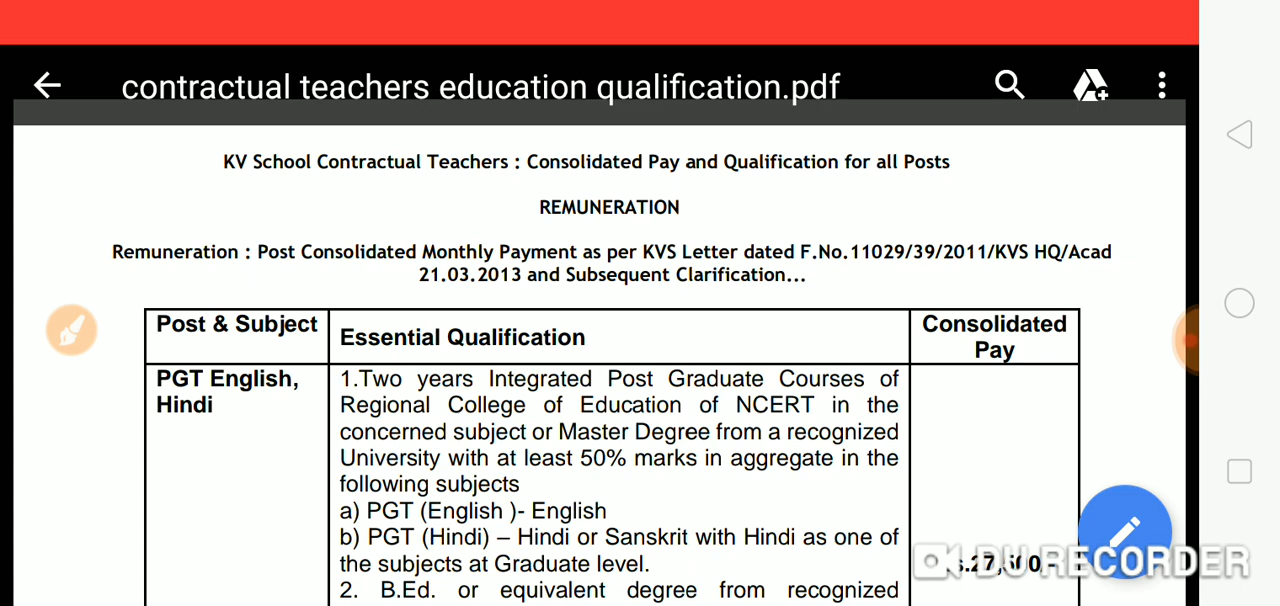 contractual teachers education qualification.pdf
KV School Contractual Teachers : Consolidated Pay and Qualification for all Posts
REMUNERATION
Remuneration : Post Consolidated Monthly Payment as per KVS Letter dated F.No.11029/39/2011/KVS HQ/Acad
21.03.2013 and Subsequent Clarification...
Post & Subject
Essential Qualification
Consolidated
Pay
PGT English,
Hindi
1.Two years Integrated Post Graduate Courses of
Regional College of Education of NCERT in the
concerned subject or Master Degree from a recognized
University with at least 50% marks in aggregate in the
following subjects
a) PGT (English )- English
b) PGT (Hindi) – Hindi or Sanskrit with Hindi as one of
the subjects at Graduate level.
2. B.Ed. or equivalent degree from recognized
DU RECORDER